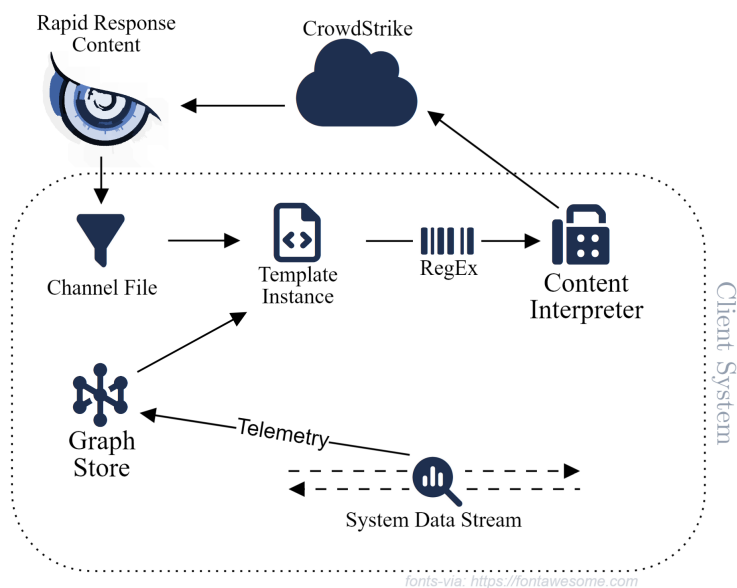 Rapid Response
Content
CrowdStrike
Channel File
Template
Instance
RegEx
Content
Interpreter
Client System
Graph
Store
Telemetry
System Data Stream
fonts-via: https://fontawesome.com